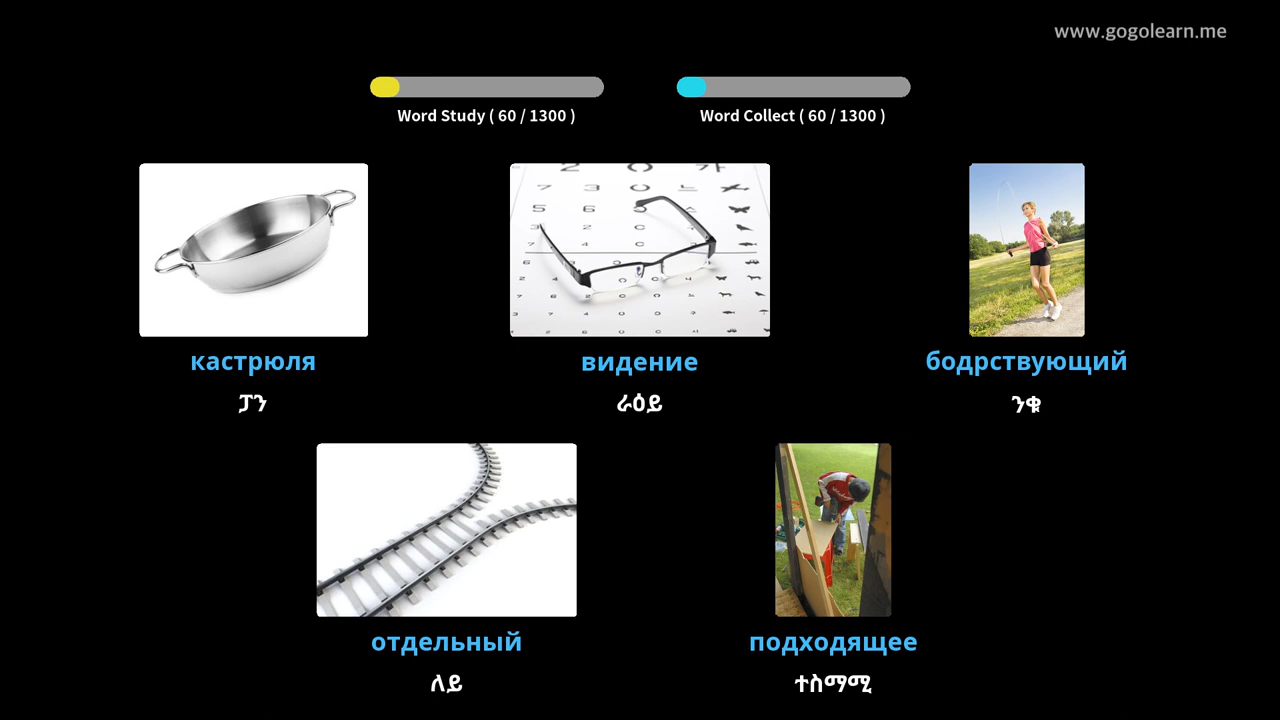 www.gogolearn.me
Word Study ( 60 / 1300 )
Word Collect ( 60 / 1300 )
кастрюля
ፓን
видение
ራዕይ
бодрствующий
ንቁ
отдельный
ለይ
подходящее
ተስማሚ